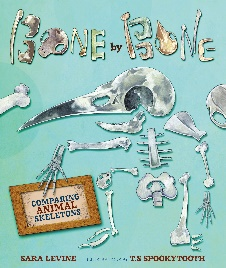 BONE by BONE
COMPARING
ANIMAL
SKELETONS
SARA LEVINE T.S SPOOKYTOOTH